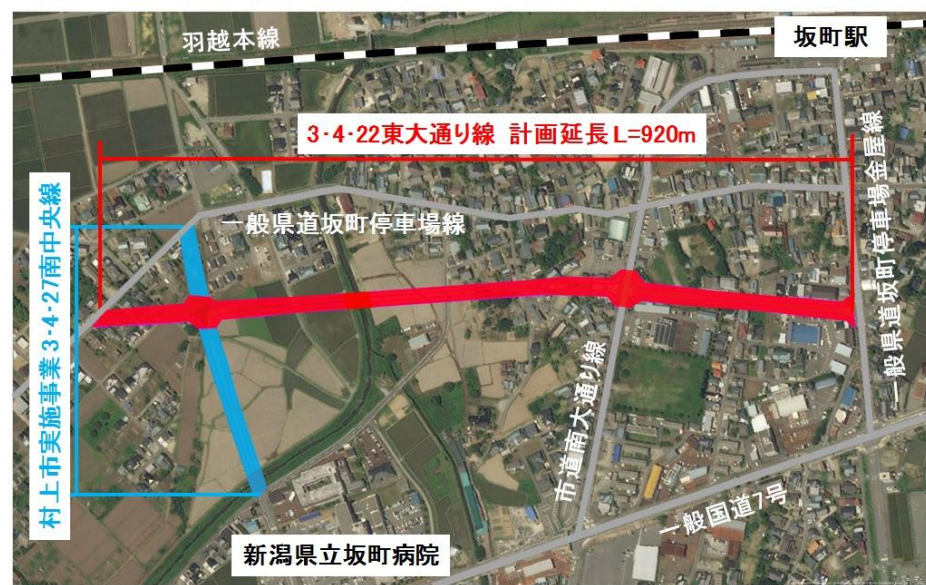 羽越本線
坂町駅
3・4・22東大通り線 計画延長L=920m
一般県道坂町停車場金屋線
村上市実施事業3・4・27南中央線
一般県道坂町停車場線
市道南大通り線
一般国道7号
新潟県立坂町病院